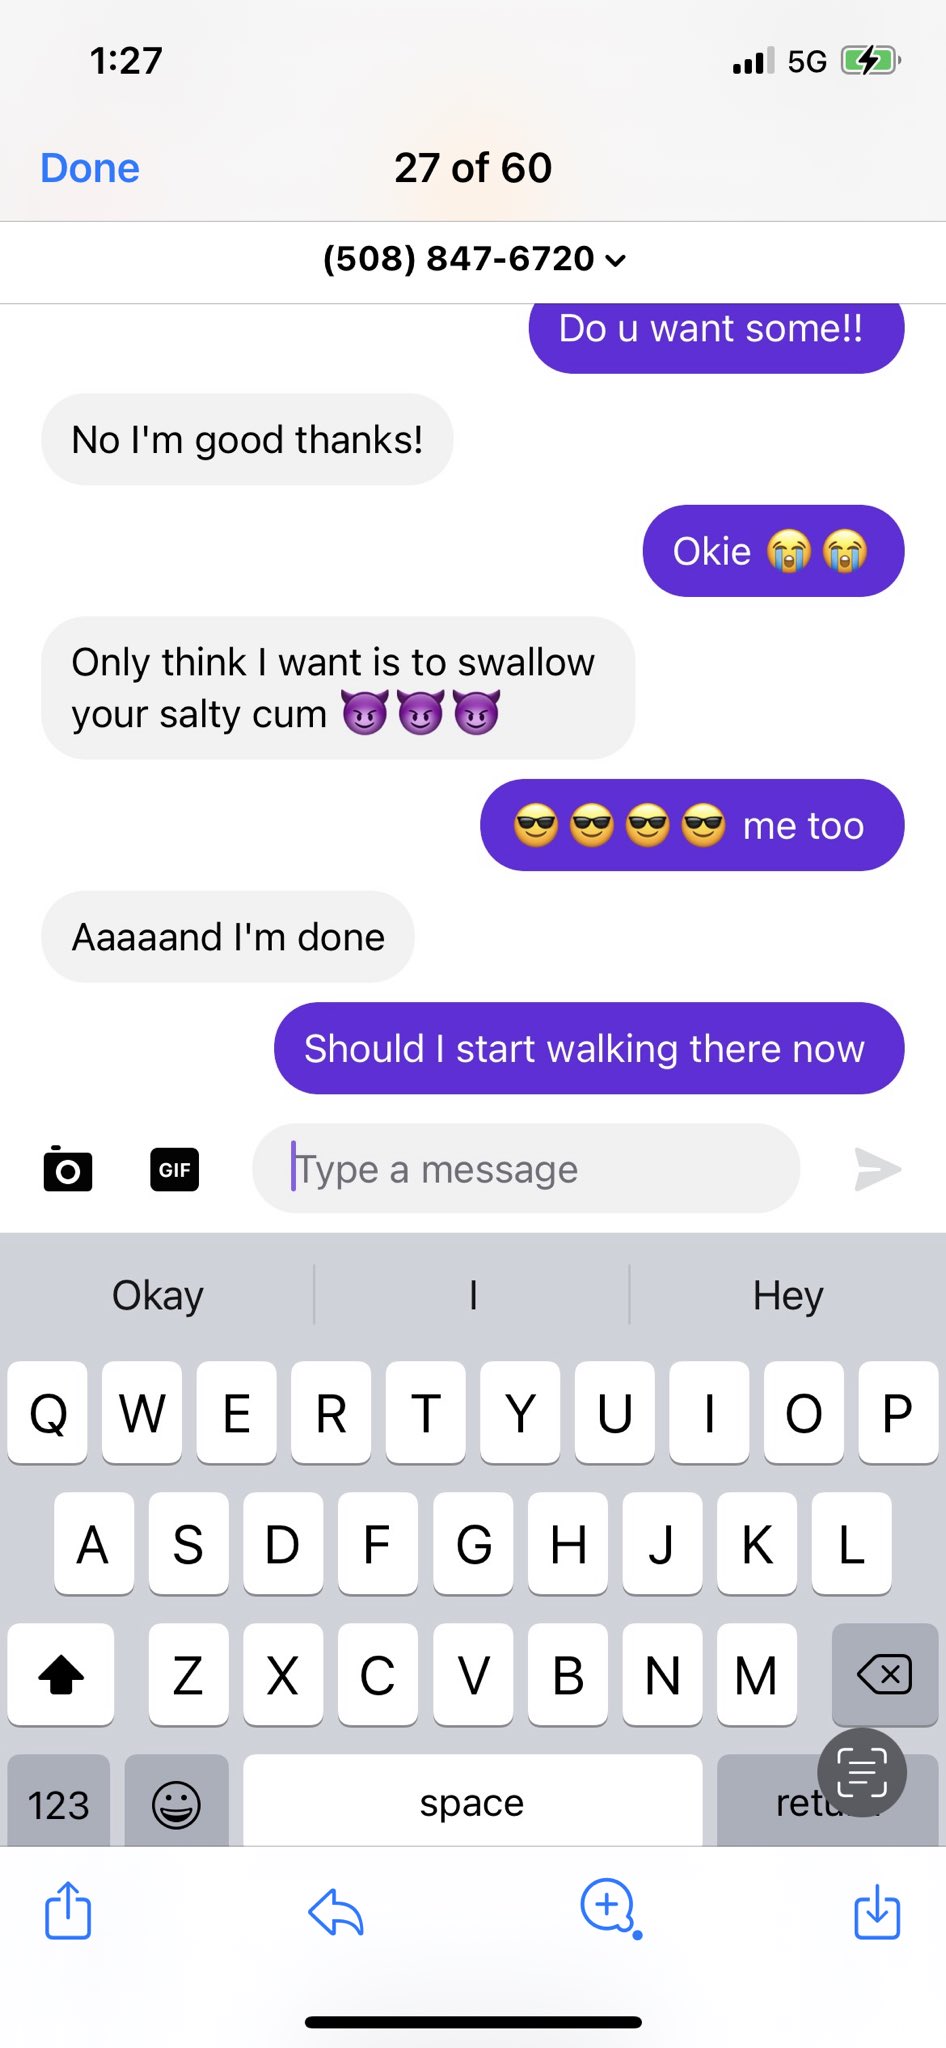 1:27
5G
Done
27 of 60
(508) 847-6720
Do u want some!!
No I'm good thanks!
Okie 😭😭
Only think I want is to swallow
your salty cum 😈😈😈
😎😎😎😎 me too
Aaaaand I'm done
Should I start walking there now
GIF
Type a message
Okay
I
Hey
Q W E R T Y U I O P
A S D F G H J K L
Z X C V B N M
123
space